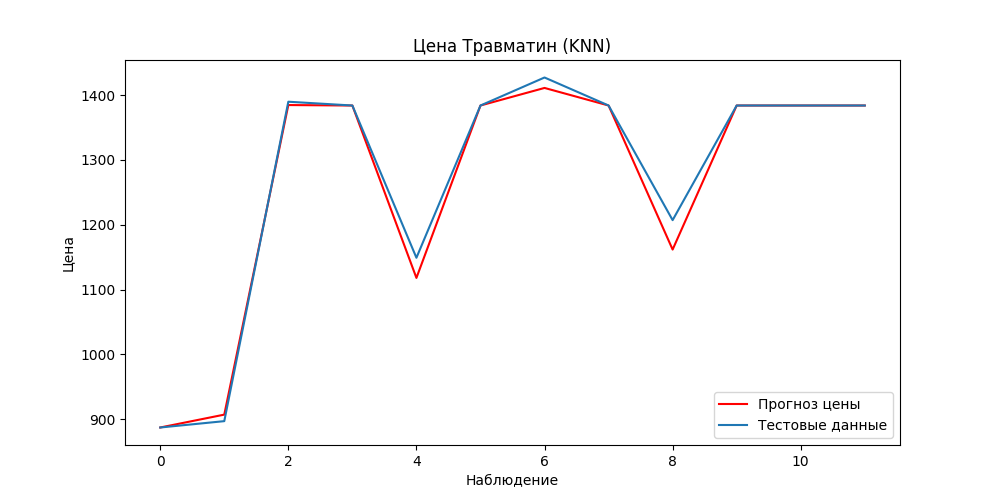 Цена Травматин (KNN)
Цена
1400
1300
1200
1100
1000
900
0 2 4 6 8 10
Наблюдение
Прогноз цены
Тестовые данные